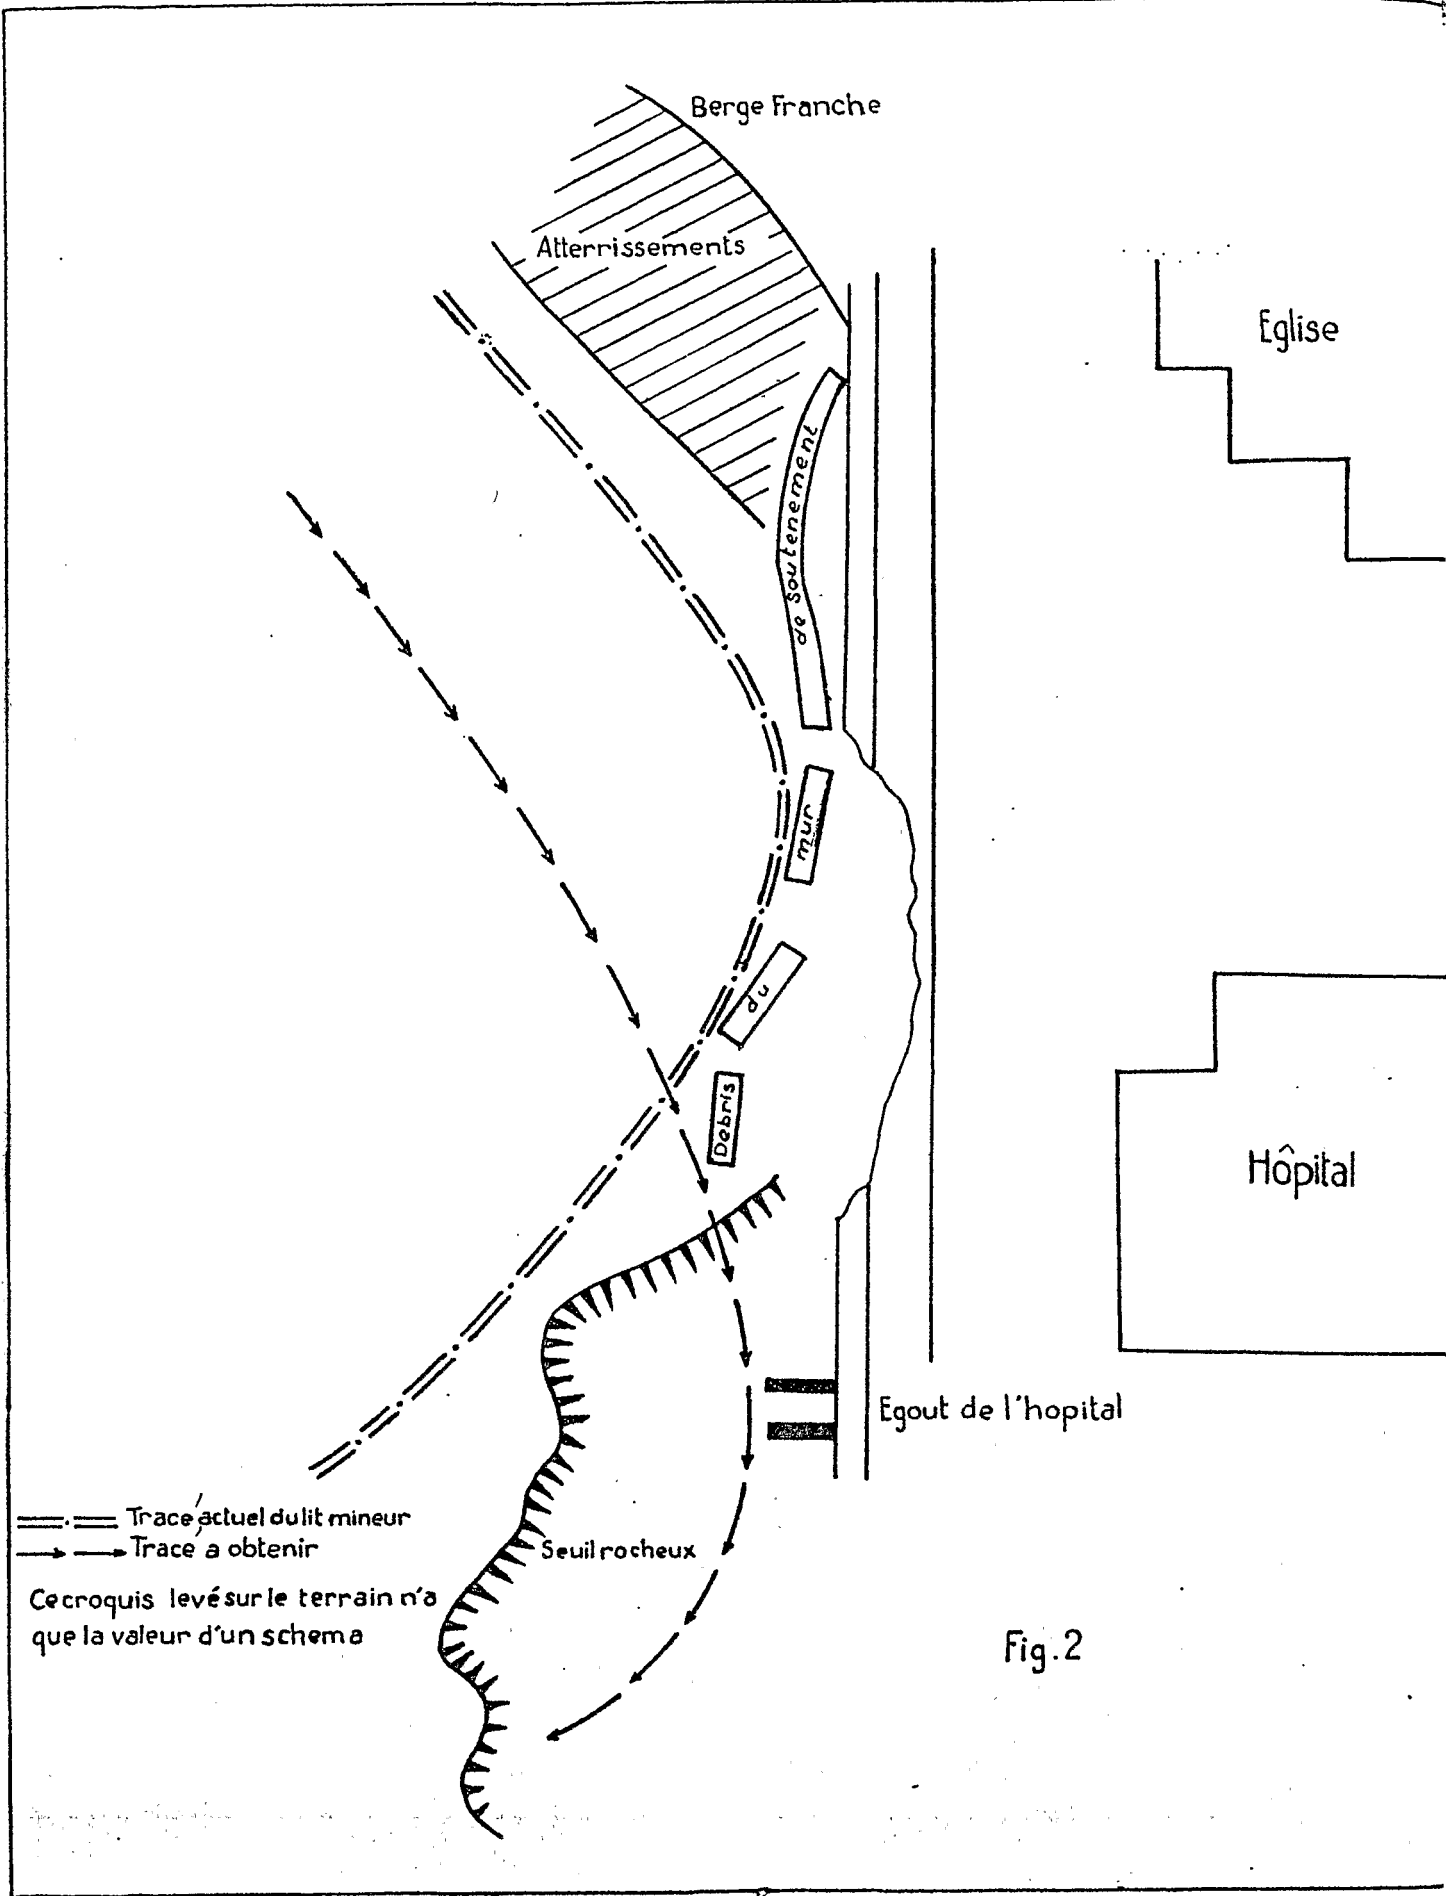 Berge Franche
Atterrissements
Eglise
de soutenement
mur
du
Debris
Hôpital
Egout de l'hopital
Tracé actuel du lit mineur
Tracé a obtenir
Seuil rocheux
Ce croquis levé sur le terrain n'a
que la valeur d'un schema
Fig.2